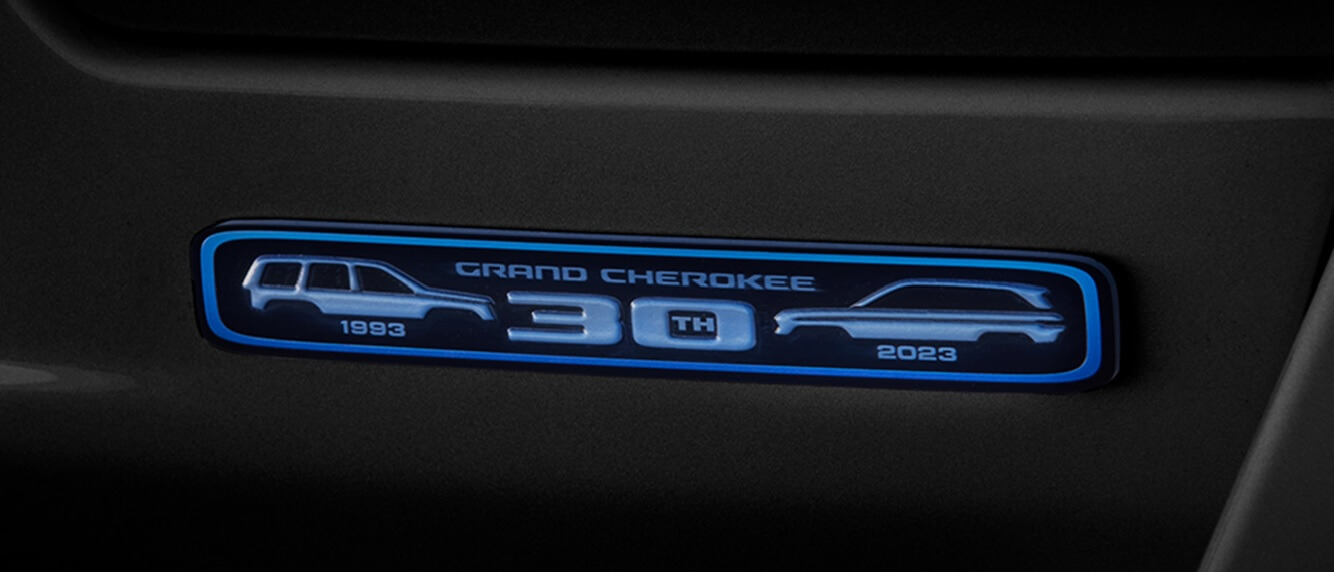 GRAND CHEROKEE
30TH
1993
2023